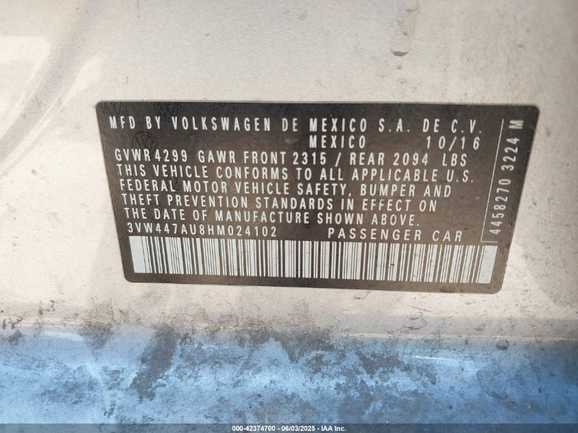 MFD BY VOLKSWAGEN DE MEXICO S.A. DE C.V.
MEXICO 10/16
GVWR 4299 GAWR FRONT 2315 / REAR 2094 LBS
THIS VEHICLE CONFORMS TO ALL APPLICABLE U.S.
FEDERAL MOTOR VEHICLE SAFETY, BUMPER AND
THEFT PREVENTION STANDARDS IN EFFECT ON
THE DATE OF MANUFACTURE SHOWN ABOVE.
3VW447AU8HM024102 PASSENGER CAR
4458270 3224 M
000-42374700 - 06/03/2025 - IAA Inc.